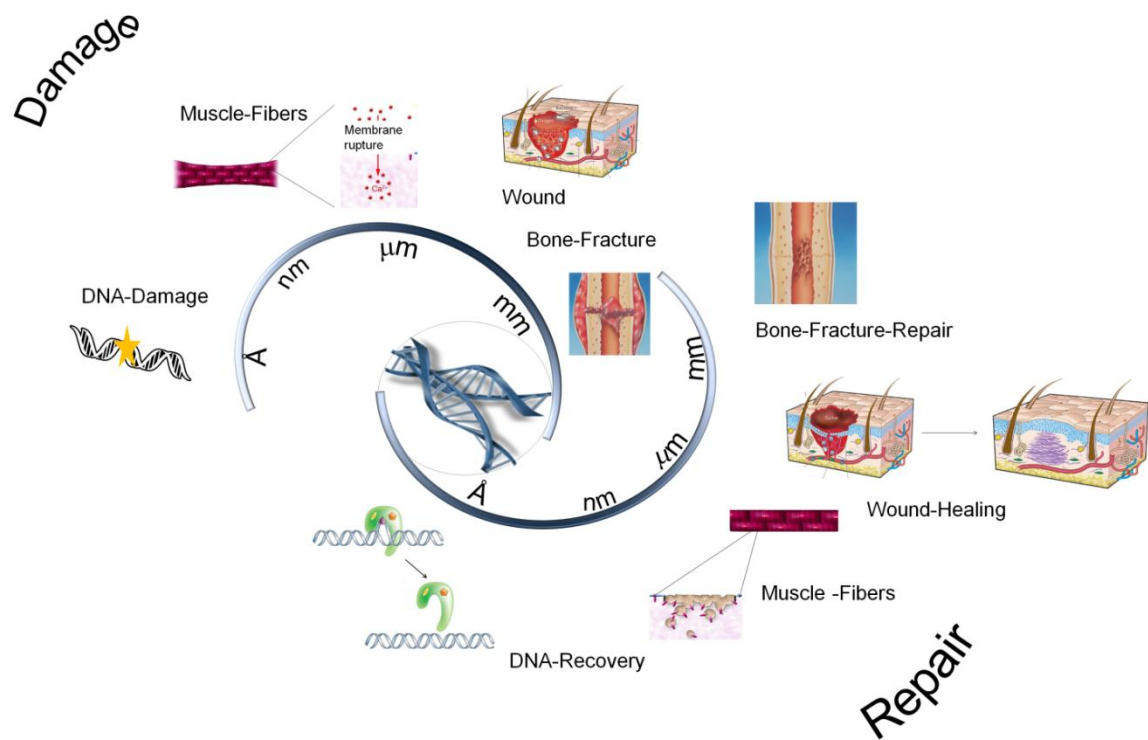 Damage
Muscle-Fibers
Membrane
rupture
Ca²⁺
Wound
Bone-Fracture
DNA-Damage
Å
nm
µm
mm
Bone-Fracture-Repair
mm
µm
nm
Å
Wound-Healing
Muscle -Fibers
DNA-Recovery
Repair